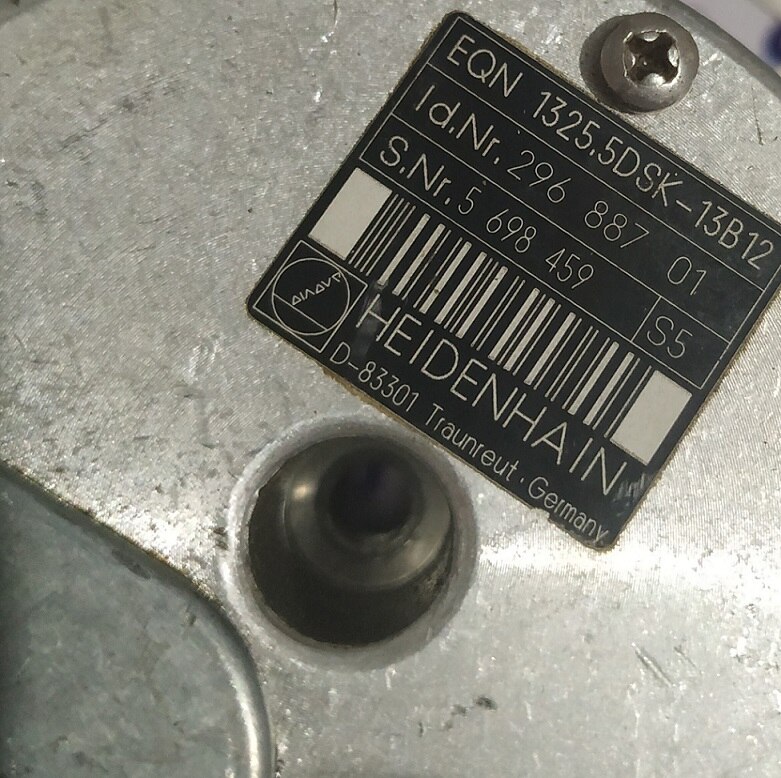 EQN 1325.5DSK-13B12
Id.Nr. 296 887 01
S.Nr. 5 698 459 S5
HEIDENHAIN
D-83301 Traunreut · Germany